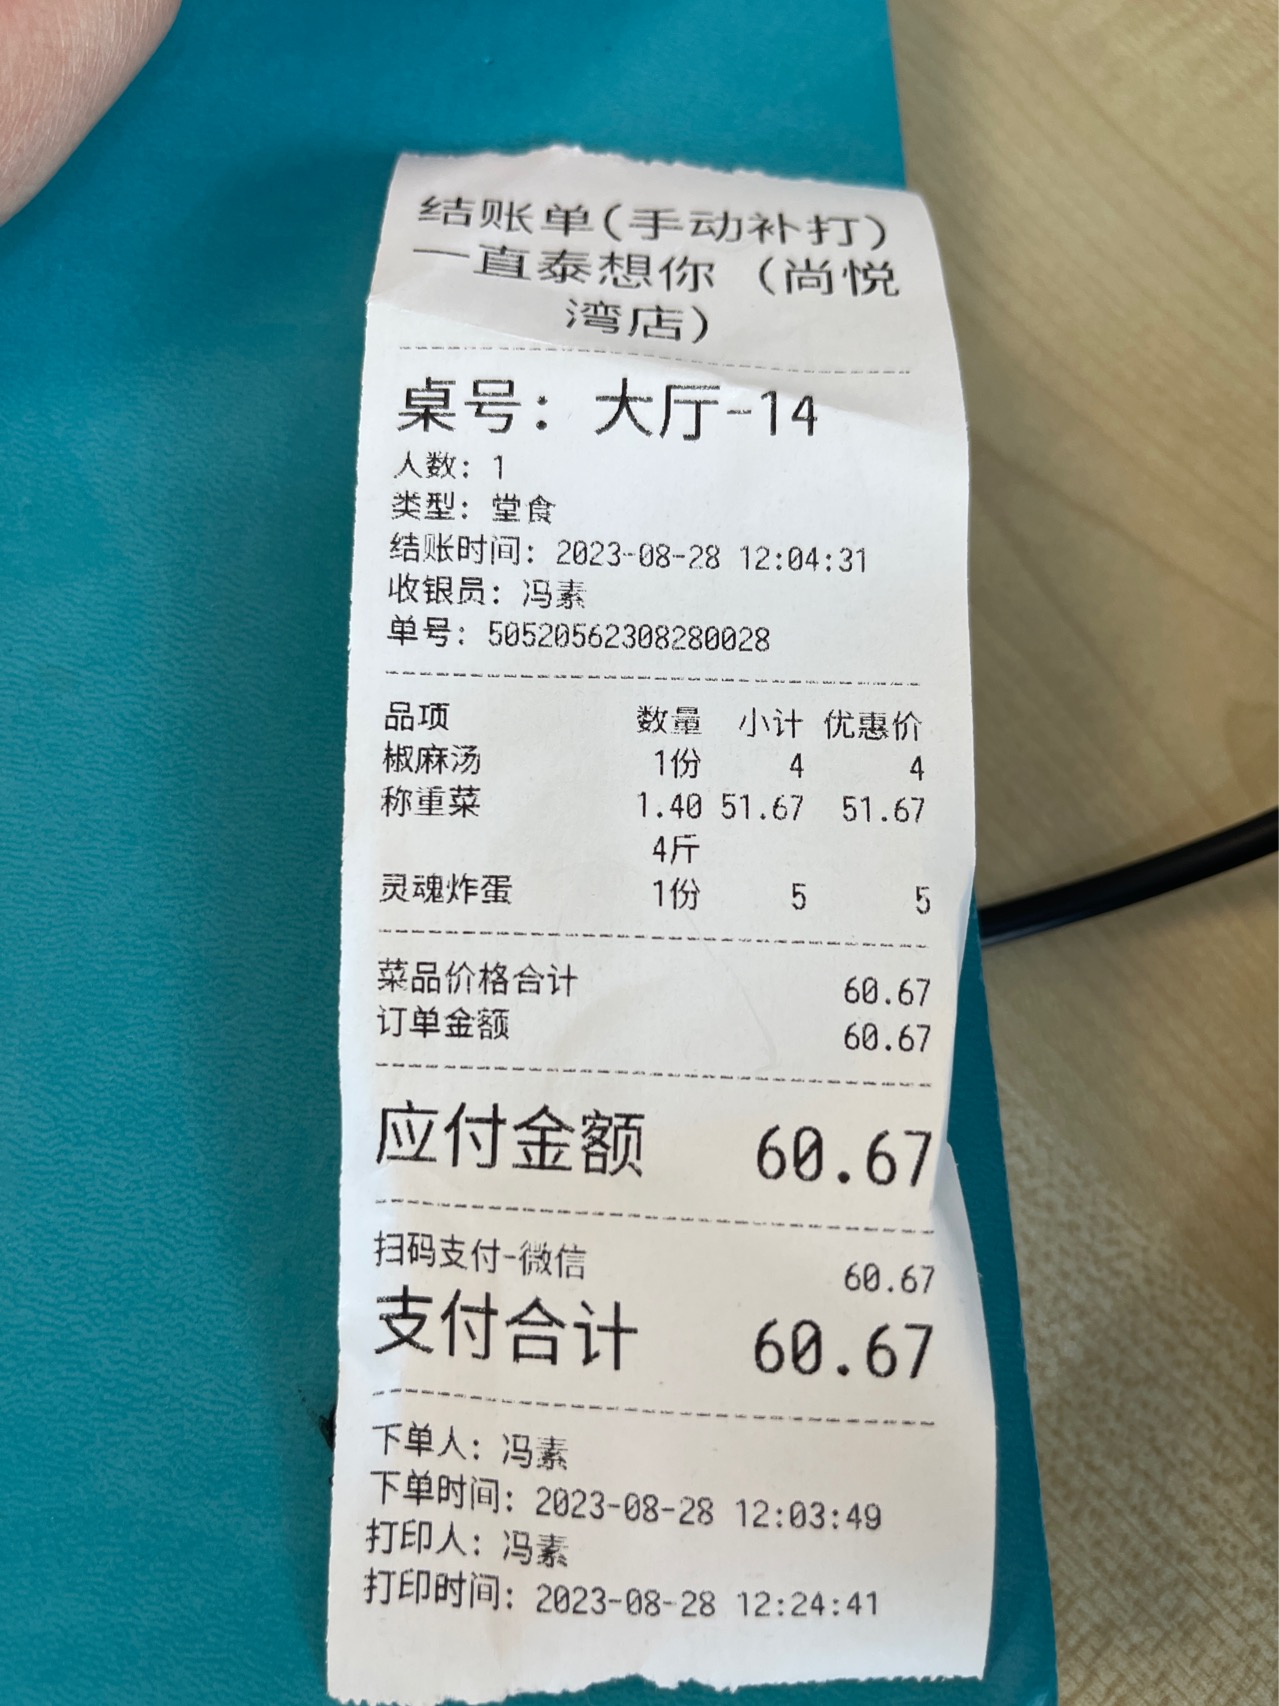 结账单(手动补打)
一直泰想你（尚悦
湾店）
桌号：大厅-14
人数：1
类型：堂食
结账时间：2023-08-28 12:04:31
收银员：冯素
单号：50520562308280028
品项 数量 小计 优惠价
椒麻汤 1份 4 4
称重菜 1.40 51.67 51.67
4斤
灵魂炸蛋 1份 5 5
菜品价格合计 60.67
订单金额 60.67
应付金额 60.67
扫码支付-微信 60.67
支付合计 60.67
下单人：冯素
下单时间：2023-08-28 12:03:49
打印人：冯素
打印时间：2023-08-28 12:24:41